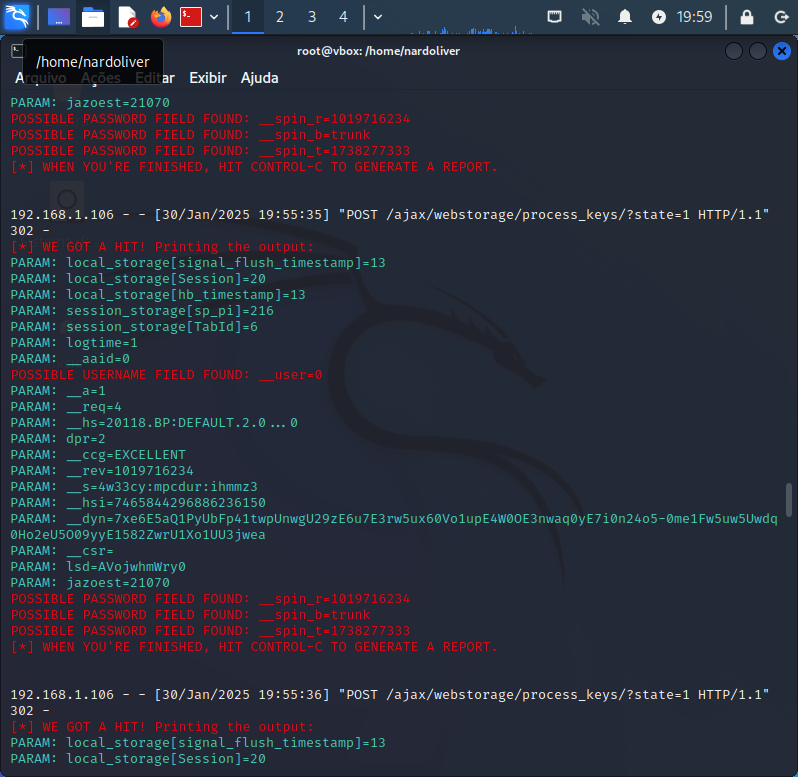 1 2 3 4 19:59
root@vbox: /home/nardoliver
/home/nardoliver
Arquivo Ações Editar Exibir Ajuda
PARAM: jazoest=21070
POSSIBLE PASSWORD FIELD FOUND: __spin_r=1019716234
POSSIBLE PASSWORD FIELD FOUND: __spin_b=trunk
POSSIBLE PASSWORD FIELD FOUND: __spin_t=1738277333
[*] WHEN YOU'RE FINISHED, HIT CONTROL-C TO GENERATE A REPORT.
192.168.1.106 - - [30/Jan/2025 19:55:35] "POST /ajax/webstorage/process_keys/?state=1 HTTP/1.1"
302 -
[*] WE GOT A HIT! Printing the output:
PARAM: local_storage[signal_flush_timestamp]=13
PARAM: local_storage[Session]=20
PARAM: local_storage[hb_timestamp]=13
PARAM: session_storage[sp_pi]=216
PARAM: session_storage[TabId]=6
PARAM: logtime=1
PARAM: __aaid=0
POSSIBLE USERNAME FIELD FOUND: __user=0
PARAM: __a=1
PARAM: __req=4
PARAM: __hs=20118.BP:DEFAULT.2.0...0
PARAM: dpr=2
PARAM: __ccg=EXCELLENT
PARAM: __rev=1019716234
PARAM: __s=4w33cy:mpcdur:ihmmz3
PARAM: __hsi=7465844296886236150
PARAM: __dyn=7xe6E5aQ1PyUbFp41twpUnwgU29zE6u7E3rw5ux60Vo1upE4W0OE3nwaq0yE7i0n24o5-0me1Fw5uw5Uwdq
0Ho2eU5O09yyE1582ZwrU1Xo1UU3jwea
PARAM: __csr=
PARAM: lsd=AVojwhmWry0
PARAM: jazoest=21070
POSSIBLE PASSWORD FIELD FOUND: __spin_r=1019716234
POSSIBLE PASSWORD FIELD FOUND: __spin_b=trunk
POSSIBLE PASSWORD FIELD FOUND: __spin_t=1738277333
[*] WHEN YOU'RE FINISHED, HIT CONTROL-C TO GENERATE A REPORT.
192.168.1.106 - - [30/Jan/2025 19:55:36] "POST /ajax/webstorage/process_keys/?state=1 HTTP/1.1"
302 -
[*] WE GOT A HIT! Printing the output:
PARAM: local_storage[signal_flush_timestamp]=13
PARAM: local_storage[Session]=20